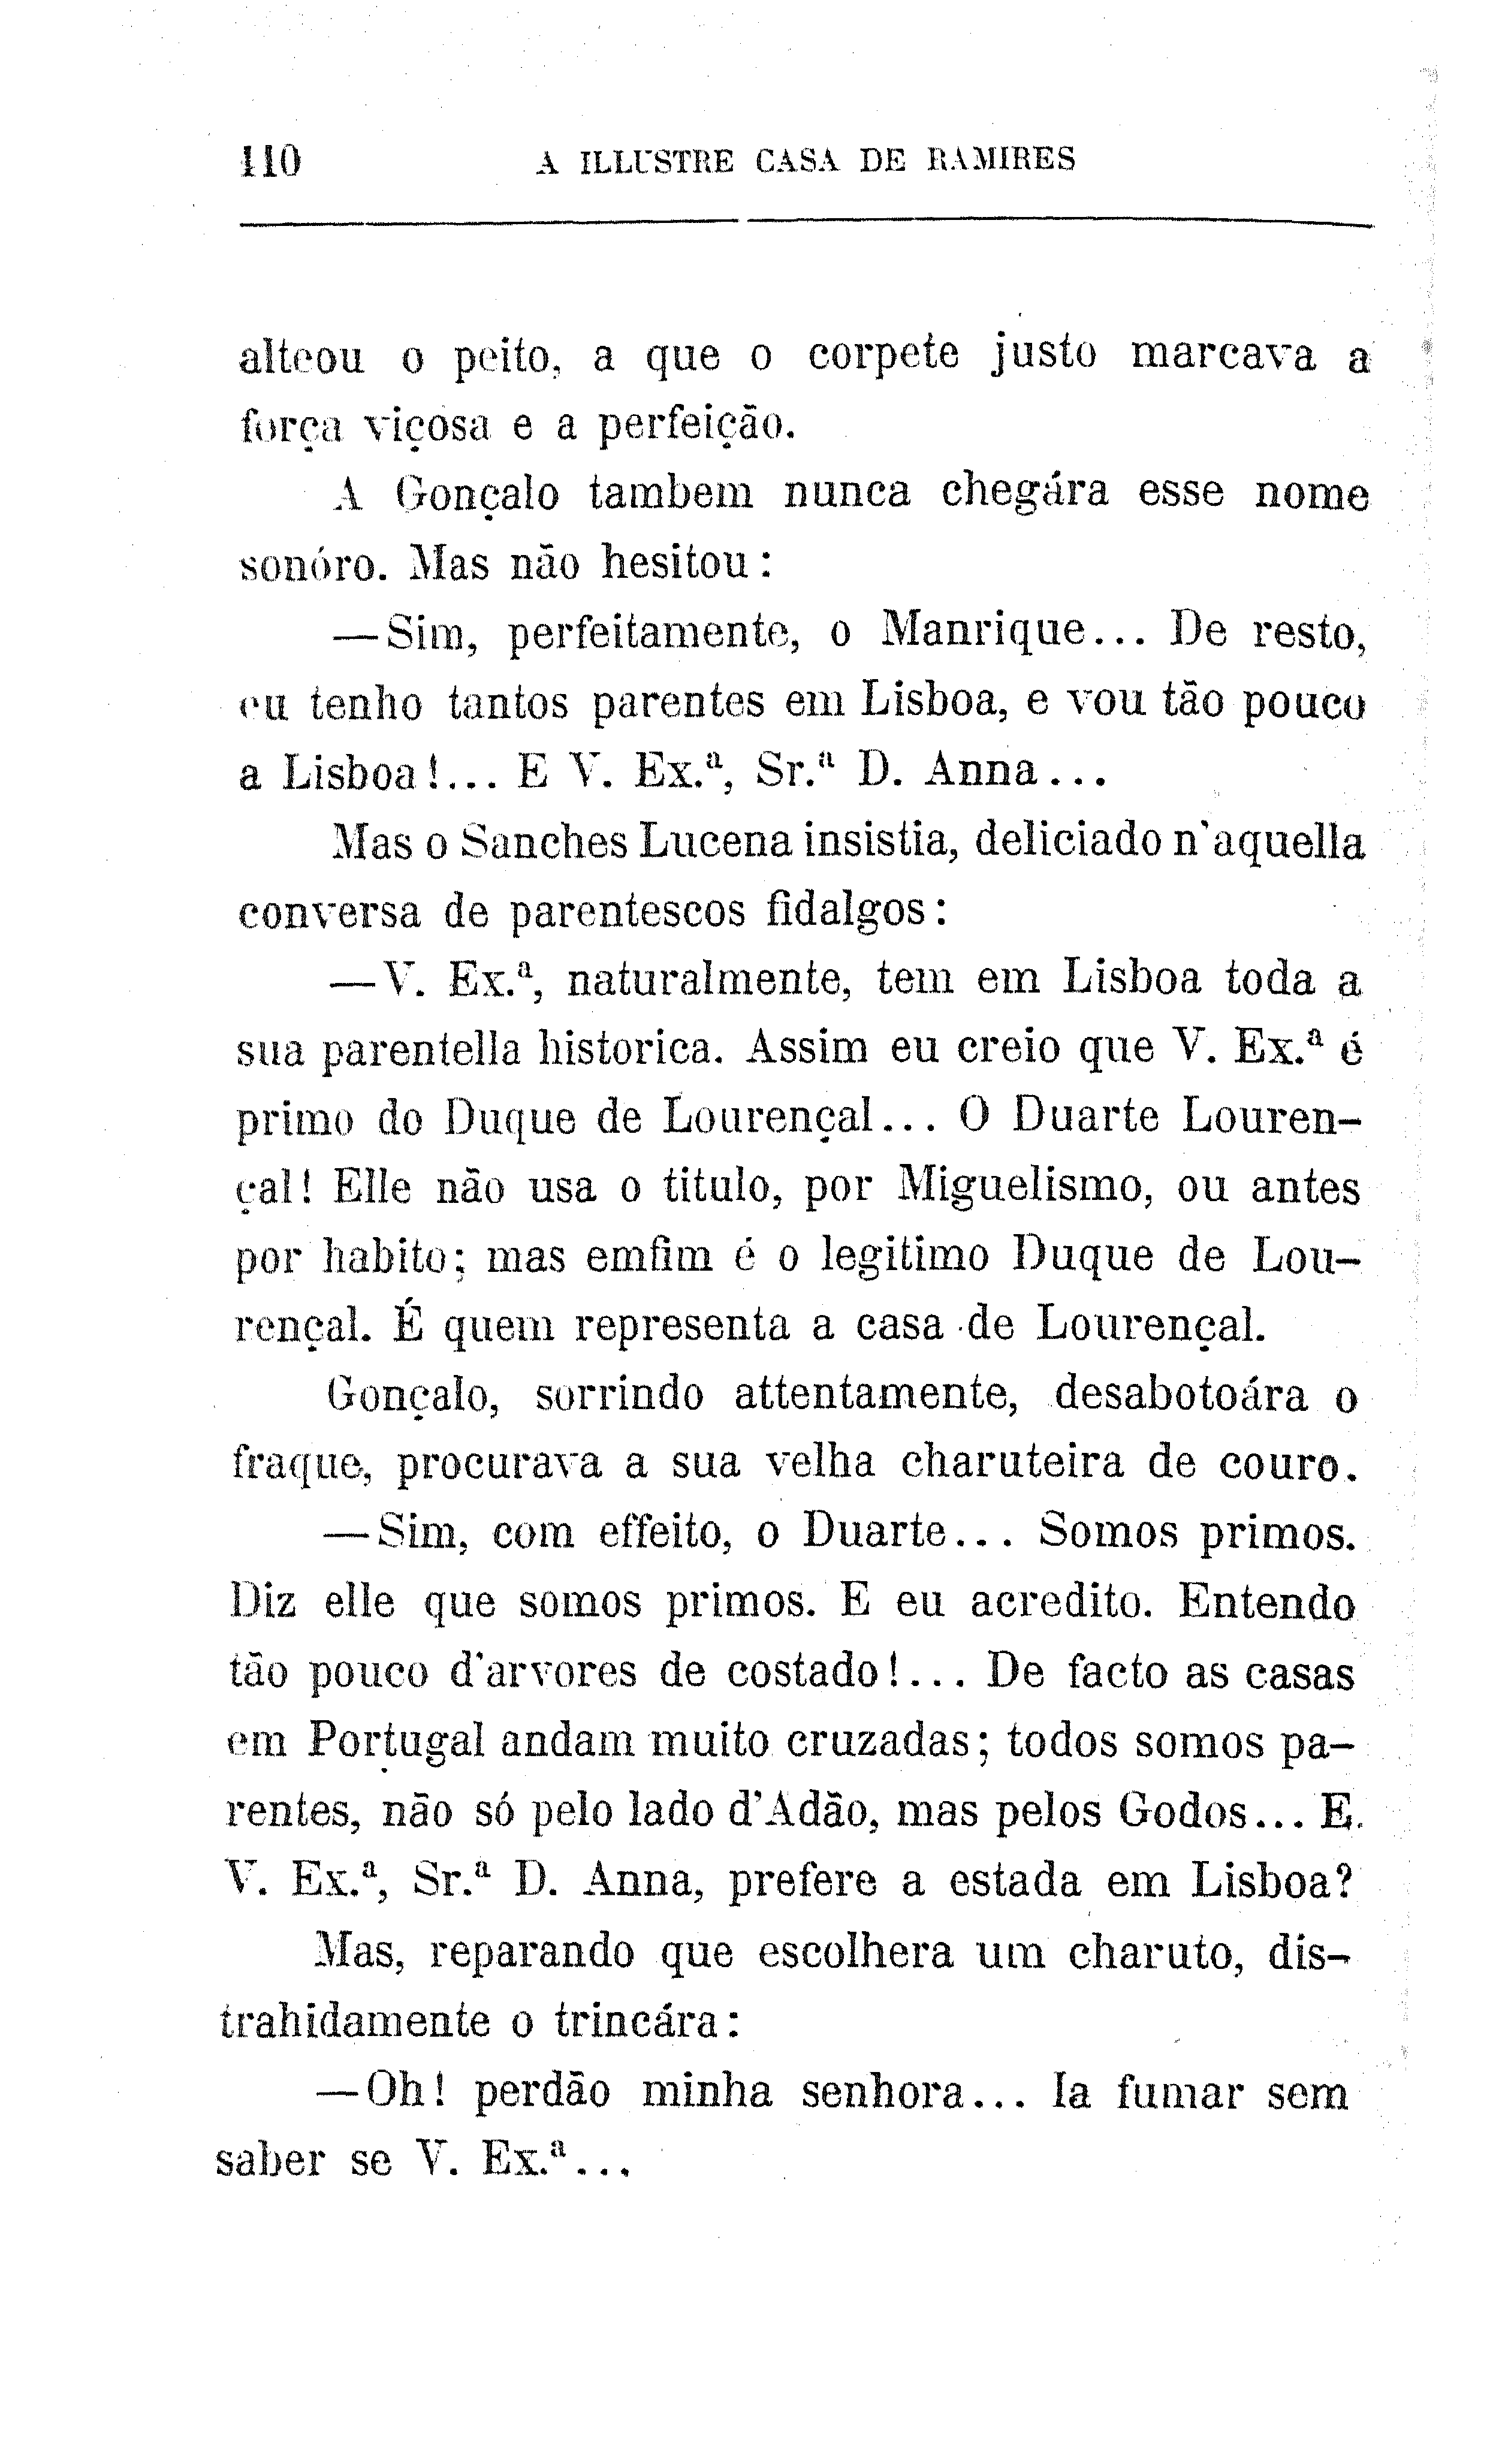 110 A ILLUSTRE CASA DE RAMIRES
alteou o peito, a que o corpete justo marcava a
força viçosa e a perfeição.
A Gonçalo tambem nunca chegára esse nome
sonóro. Mas não hesitou:
—Sim, perfeitamente, o Manrique... De resto,
eu tenho tantos parentes em Lisboa, e vou tão pouco
a Lisboa!... E V. Ex.ª, Sr.ª D. Anna...
Mas o Sanches Lucena insistia, deliciado n'aquella
conversa de parentescos fidalgos:
—V. Ex.ª, naturalmente, tem em Lisboa toda a
sua parentella historica. Assim eu creio que V. Ex.ª é
primo do Duque de Lourençal... O Duarte Louren-
çal! Elle não usa o titulo, por Miguelismo, ou antes
por habito; mas emfim é o legitimo Duque de Lou-
rençal. É quem representa a casa de Lourençal.
Gonçalo, sorrindo attentamente, desabotoára o
fraque, procurava a sua velha charuteira de couro.
—Sim, com effeito, o Duarte... Somos primos.
Diz elle que somos primos. E eu acredito. Entendo
tão pouco d'arvores de costado!... De facto as casas
em Portugal andam muito cruzadas; todos somos pa-
rentes, não só pelo lado d'Adão, mas pelos Godos... E
V. Ex.ª, Sr.ª D. Anna, prefere a estada em Lisboa?
Mas, reparando que escolhera um charuto, dis-
trahidamente o trincára:
—Oh! perdão minha senhora... Ia fumar sem
saber se V. Ex.ª...